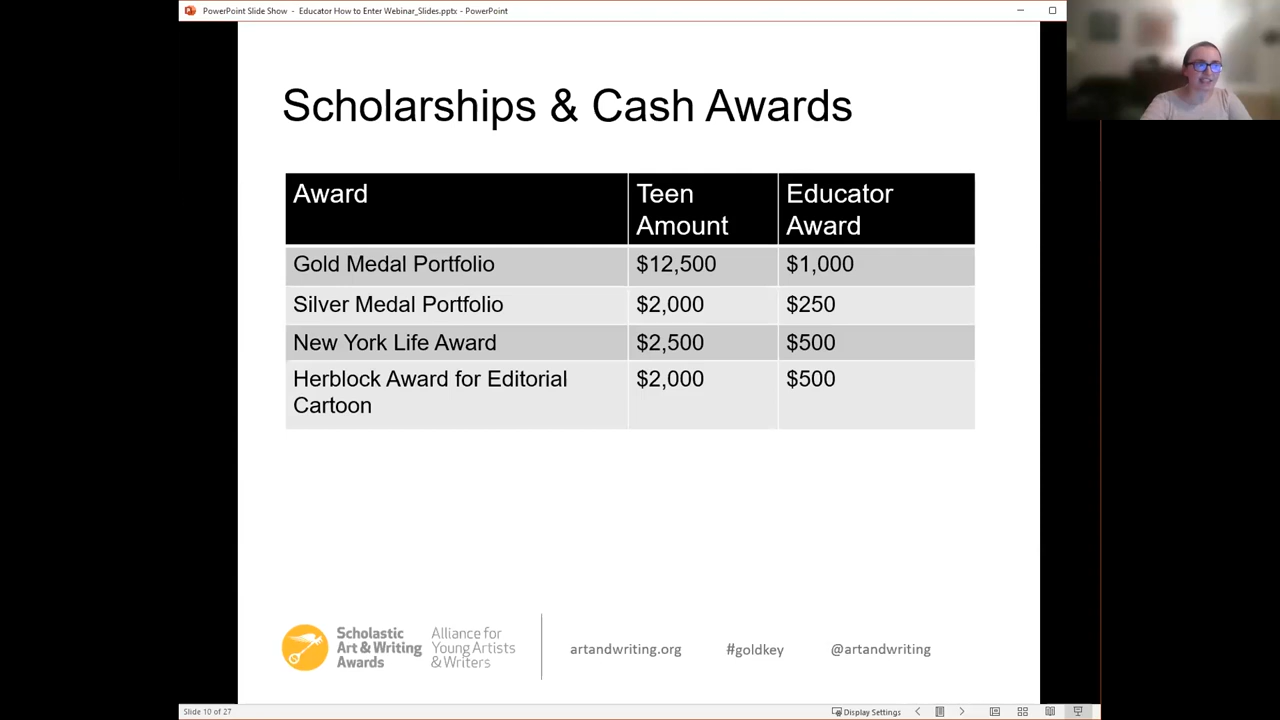 PowerPoint Slide Show - Educator How to Enter Webinar_Slides.pptx - PowerPoint
Scholarships & Cash Awards
Award
Teen
Amount
Educator
Award
Gold Medal Portfolio
$12,500
$1,000
Silver Medal Portfolio
$2,000
$250
New York Life Award
$2,500
$500
Herblock Award for Editorial
Cartoon
$2,000
$500
Scholastic
Art & Writing
Awards
Alliance for
Young Artists
& Writers
artandwriting.org
#goldkey
@artandwriting
Slide 10 of 27
Display Settings